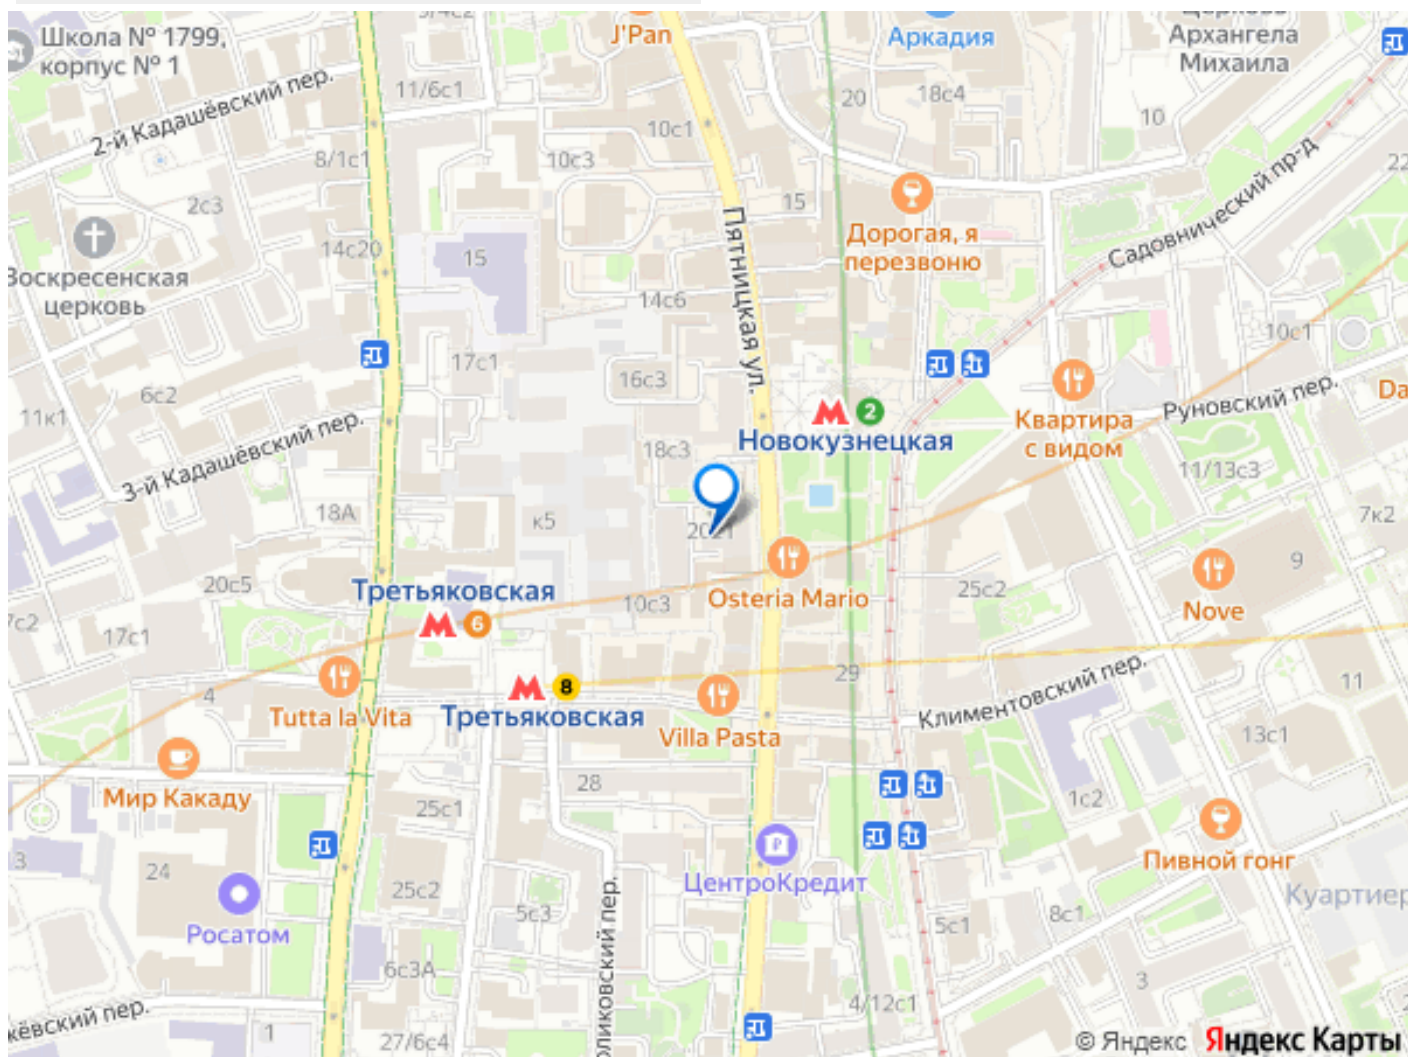 Школа № 1799,
корпус № 1
J'Pan
Аркадия
Архангела
Михаила
11/6с1
2-й Кадашёвский пер.
8/1с1
10с1
10с3
20
18с4
10
22
2с3
15
Дорогая, я
перезвоню
Садовнический пр-д
Воскресенская
церковь
14с20
15
14с6
Пятницкая ул.
10с1
17с1
16с3
6с2
11к1
3-й Кадашёвский пер.
2
Новокузнецкая
Квартира
с видом
Руновский пер.
18с3
11/13с3
18А
к5
7к2
9
20с5
Третьяковская
6
10с3
Osteria Mario
25с2
Nove
17с1
4
8
Третьяковская
Tutta la Vita
Villa Pasta
29
Климентовский пер.
11
13с1
Мир Какаду
28
25с1
1с2
Пивной гонг
24
ЦентроКредит
25с2
5с3
5с1
8с1
Росатом
6с3А
3
4/12с1
1
27/6с4
© Яндекс Яндекс Карты